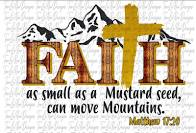 FAITH
as small as a Mustard seed,
can move Mountains.
Matthew 17:20